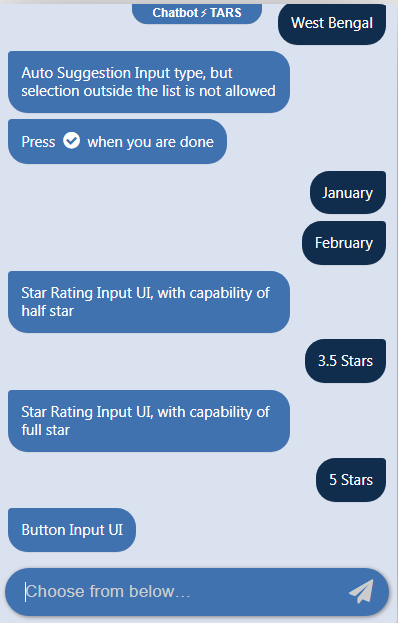 Chatbot⚡TARS
West Bengal
Auto Suggestion Input type, but
selection outside the list is not allowed
Press ✓ when you are done
January
February
Star Rating Input UI, with capability of
half star
3.5 Stars
Star Rating Input UI, with capability of
full star
5 Stars
Button Input UI
Choose from below...